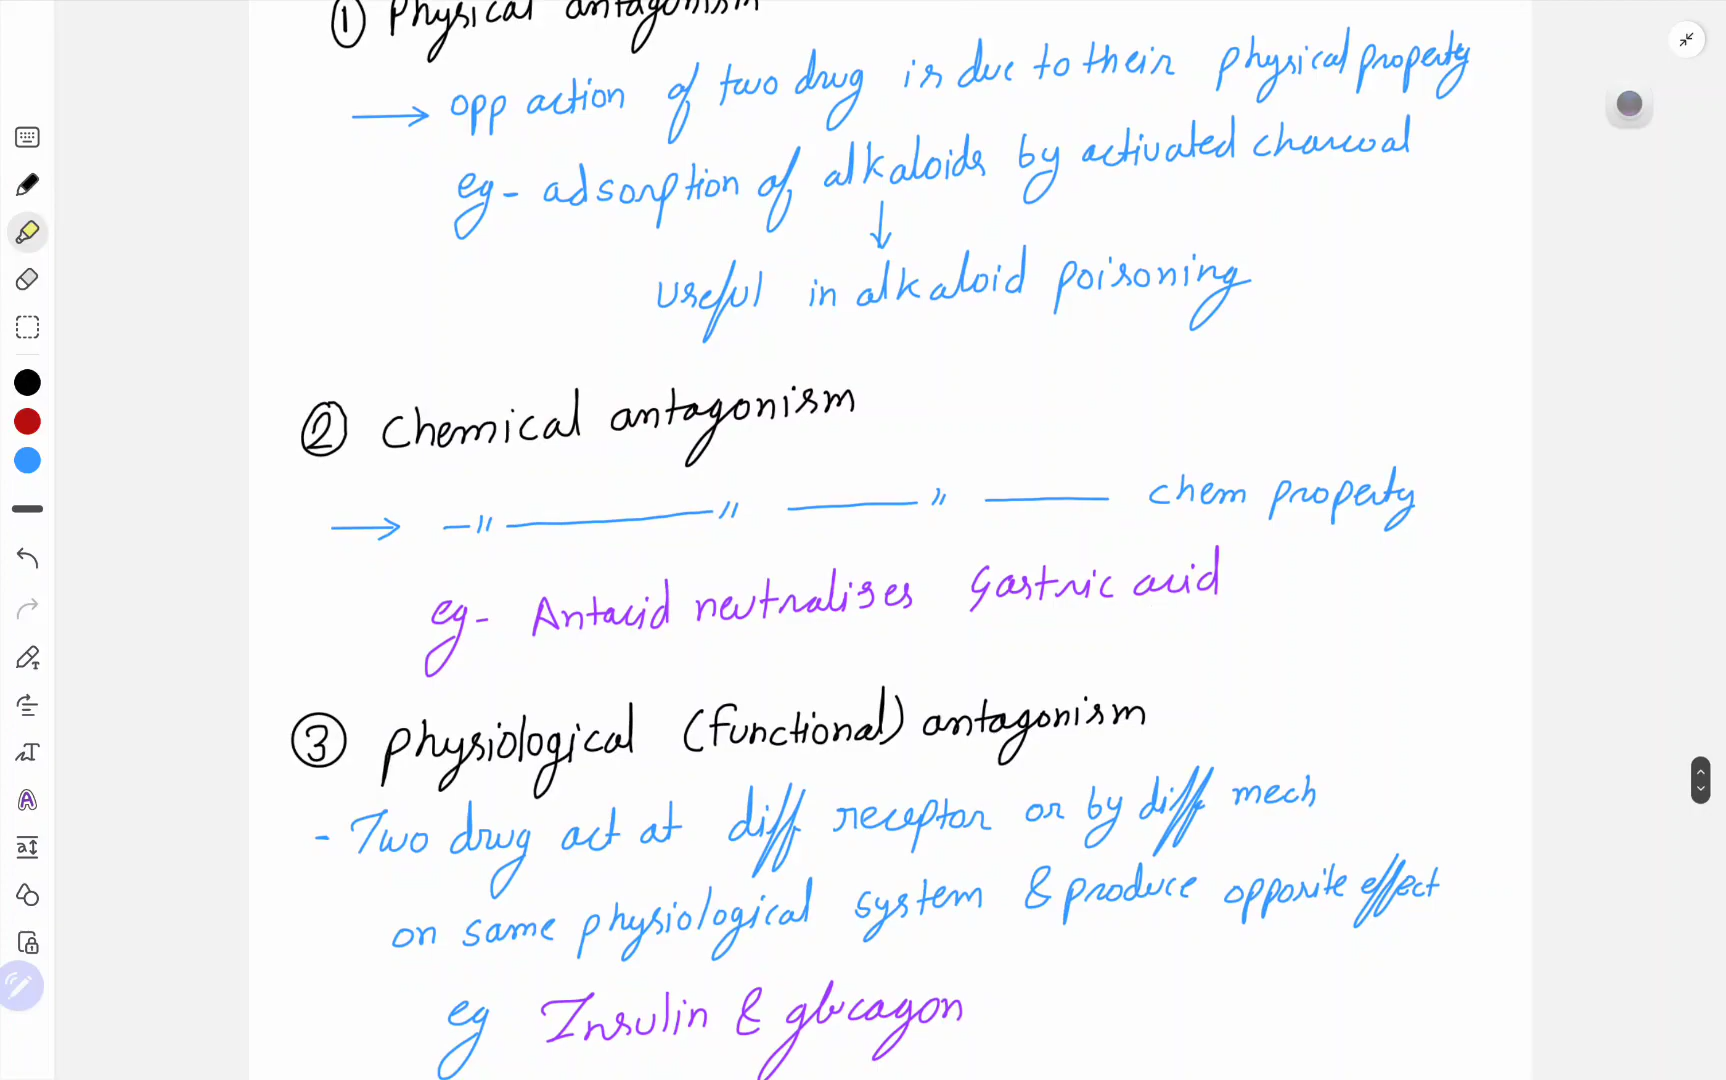 ① Physical antagonism
→ opp action of two drug is due to their physical property
eg - adsorption of alkaloids by activated charcoal
↓
useful in alkaloid poisoning
② Chemical antagonism
→ —〃———〃———〃——— chem property
eg - Antacid neutralises Gastric acid
③ Physiological (functional) antagonism
- Two drug act at diff receptor or by diff mech
on same physiological system & produce opposite effect
eg Insulin & glucagon